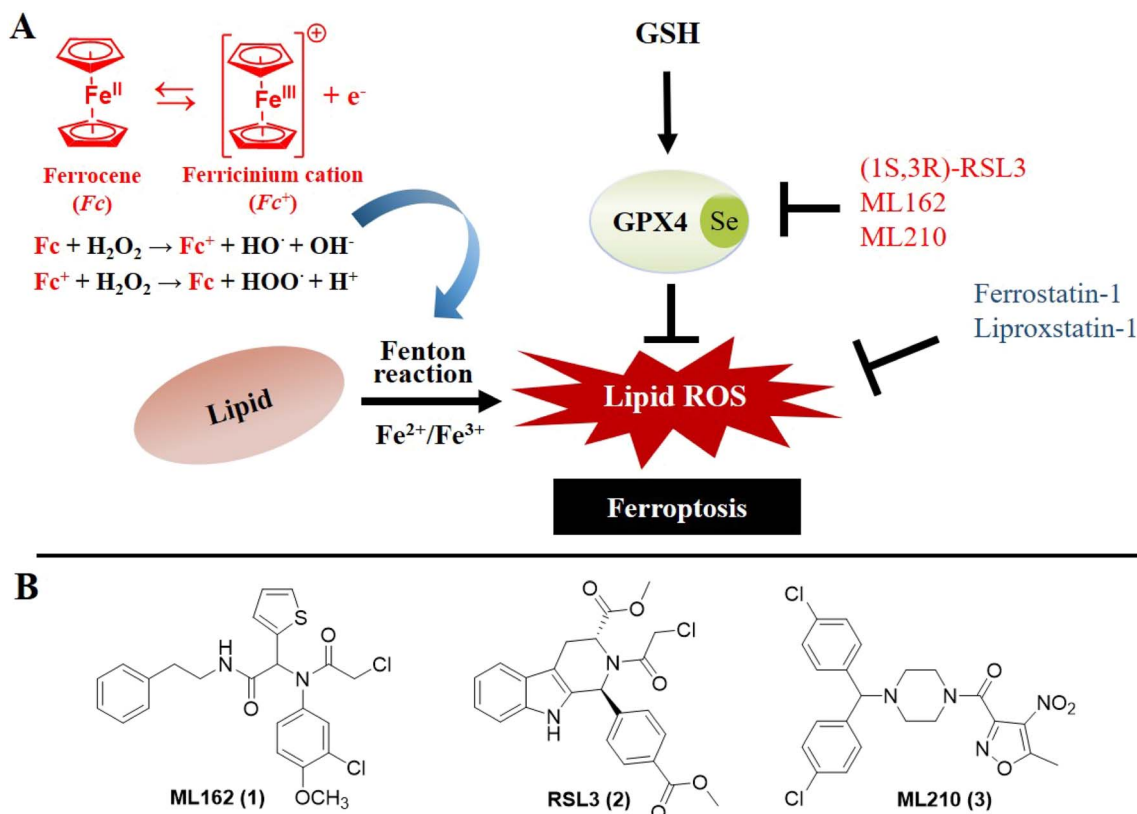 A
Fe^II
Fe^III
⊕
+ e^-
Ferrocene
(Fc)
Ferricinium cation
(Fc^+)
Fc + H₂O₂ → Fc⁺ + HO˙ + OH⁻
Fc⁺ + H₂O₂ → Fc + HOO˙ + H⁺
GSH
GPX4
Se
(1S,3R)-RSL3
ML162
ML210
Ferrostatin-1
Liproxstatin-1
Lipid
Fenton
reaction
Fe²⁺/Fe³⁺
Lipid ROS
Ferroptosis
B
S
H
N
O
O
N
Cl
Cl
OCH₃
ML162 (1)
O
O
Cl
N
O
N
H
O
O
RSL3 (2)
Cl
N
N
O
NO₂
N
O
Cl
ML210 (3)